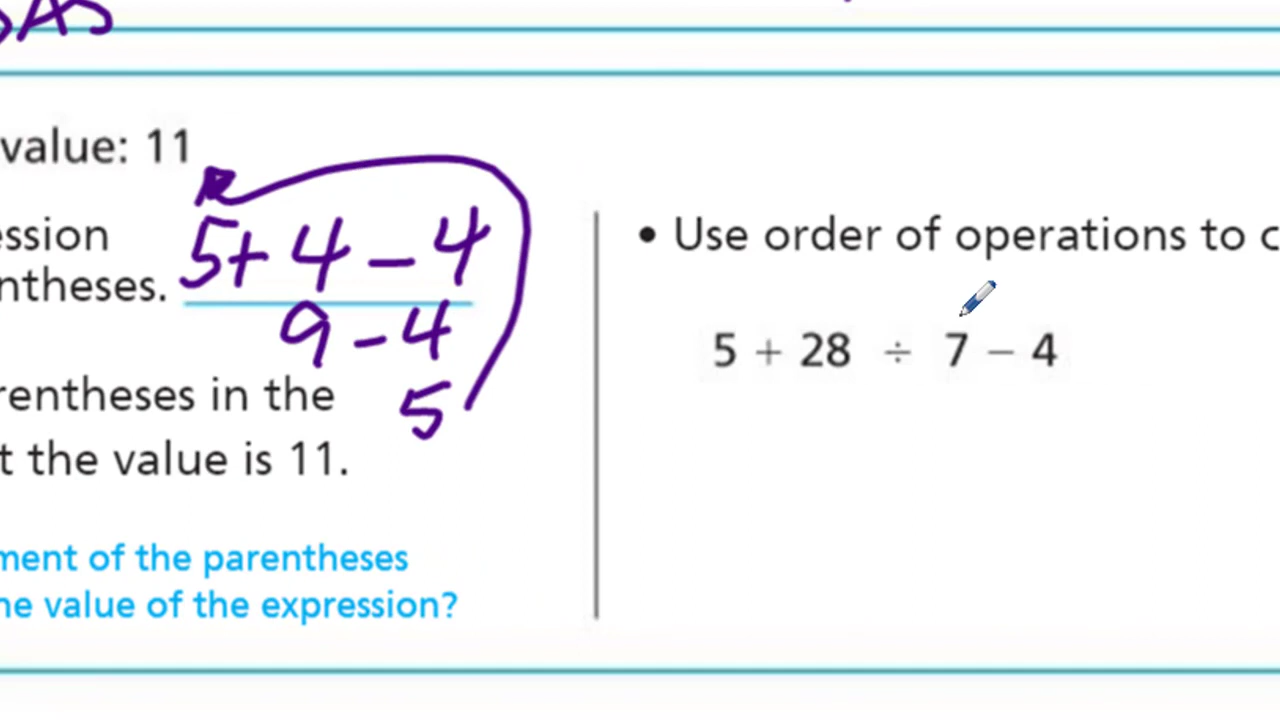 value: 11
5+4-4
9-4
5
ession
ntheses.
rentheses in the
t the value is 11.
ment of the parentheses
he value of the expression?
• Use order of operations to c
5 + 28 ÷ 7 − 4